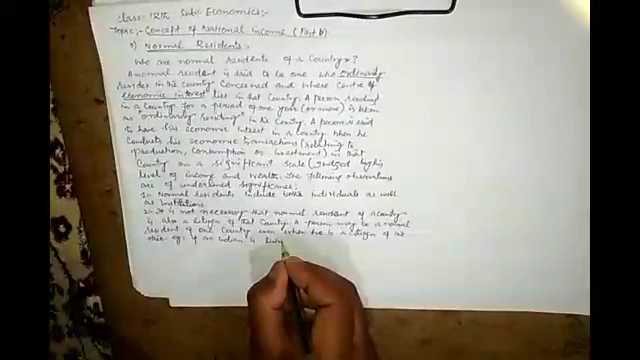 Class:- 12th Sub:- Economics:-
Topic:- Concept of National Income (Part B)
Normal Residents:-
Who are normal residents of a Country?
A normal resident is said to be one who ordinarily
resides in the country concerned and whose centre of
economic interest lies in that Country. A person residing
in a country for a period of one year (or more) is taken
as "ordinarily residing" in the Country. A person is said
to have his economic interest in a country when he
conducts his economic transactions (relating to
production, consumption or investment) in that
Country on a significant scale (Judged by his
level of income and wealth. The following observations
are of underlined significance;
1:- Normal residents include both individuals as well
as institutions.
2:- It is not necessary that normal resident of a country
is also a citizen of that Country. A person may be a normal
resident of one Country even when he is a citizen of
other. eg: if an Indian is livin